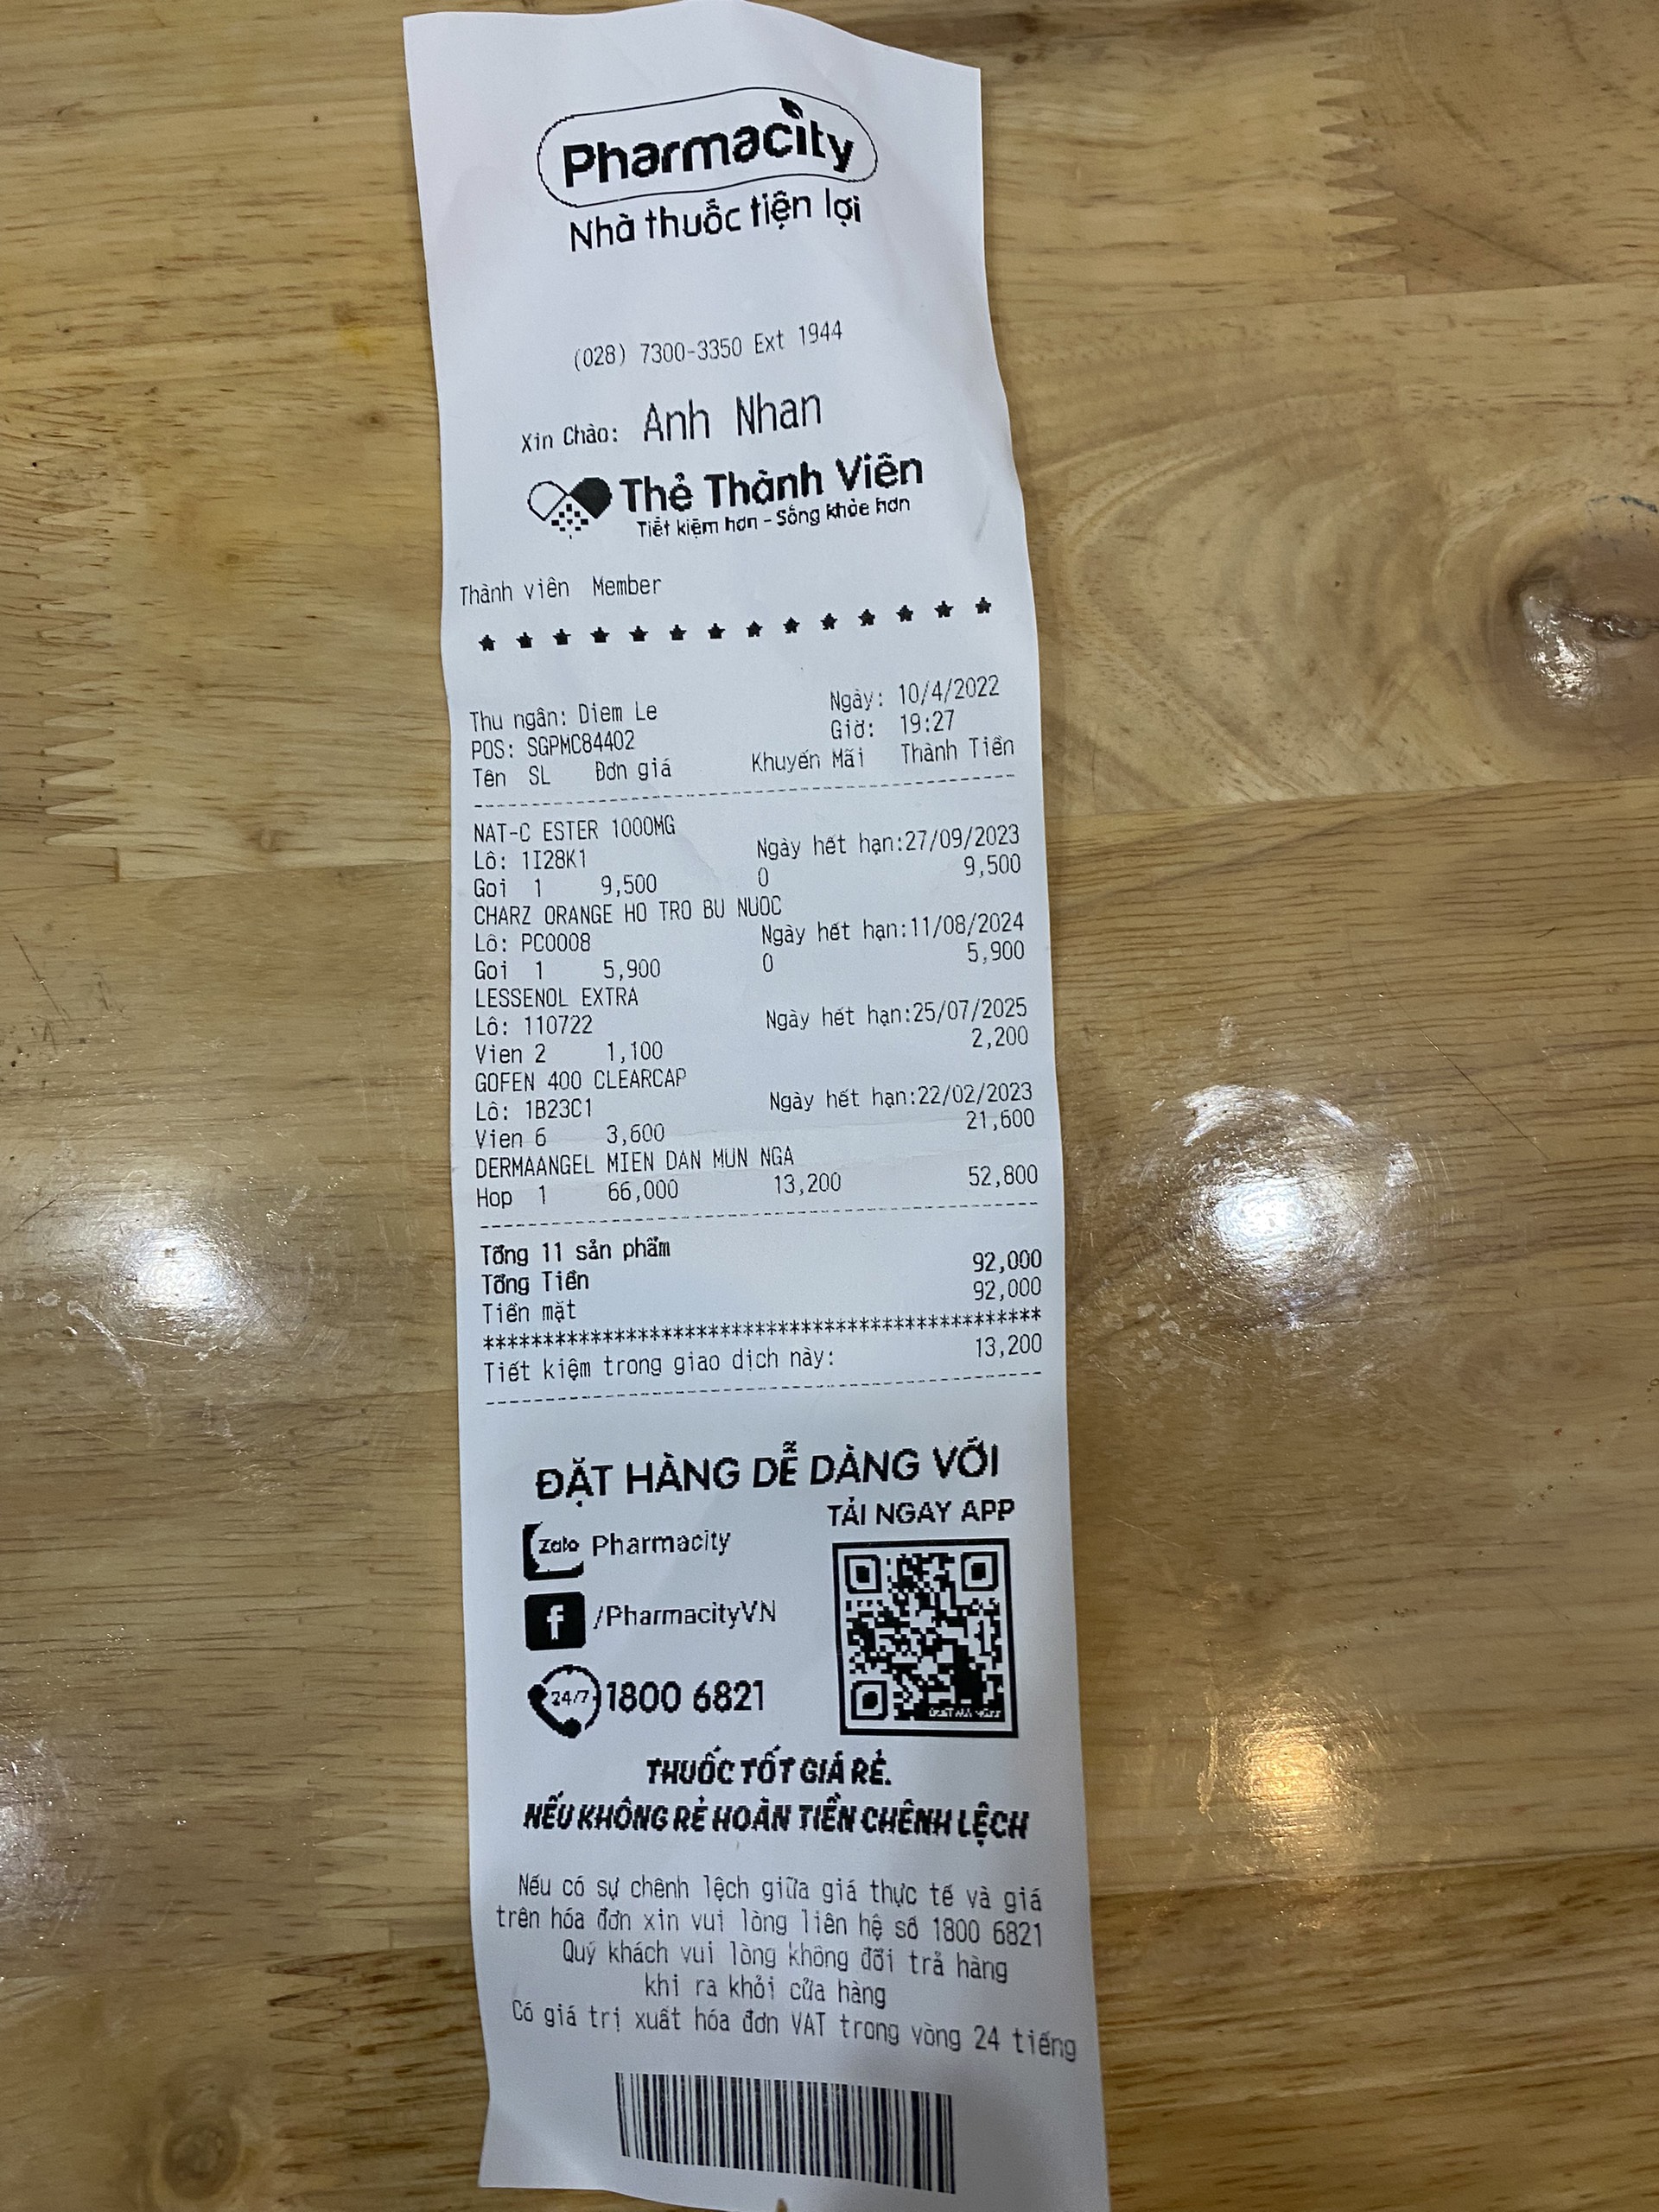 Pharmacity
Nhà thuốc tiện lợi
(028) 7300-3350 Ext 1944
Xin Chào: Anh Nhan
Thẻ Thành Viên
Tiết kiệm hơn - Sống khỏe hơn
Thành viên Member
Thu ngân: Diem Le Ngày: 10/4/2022
POS: SGPMC84402 Giờ: 19:27
Tên SL Đơn giá Khuyến Mãi Thành Tiền
NAT-C ESTER 1000MG
Lô: 1I28K1 Ngày hết hạn:27/09/2023
Goi 1 9,500 0 9,500
CHARZ ORANGE HO TRO BU NUOC
Lô: PC0008 Ngày hết hạn:11/08/2024
Goi 1 5,900 0 5,900
LESSENOL EXTRA
Lô: 110722 Ngày hết hạn:25/07/2025
Vien 2 1,100 2,200
GOFEN 400 CLEARCAP
Lô: 1B23C1 Ngày hết hạn:22/02/2023
Vien 6 3,600 21,600
DERMAANGEL MIEN DAN MUN NGA
Hop 1 66,000 13,200 52,800
Tổng 11 sản phẩm
Tổng Tiền 92,000
Tiền mặt 92,000
***********************************************
Tiết kiệm trong giao dịch này: 13,200
ĐẶT HÀNG DỄ DÀNG VỚI
TẢI NGAY APP
Zalo Pharmacity
f /PharmacityVN
24/7 1800 6821
THUỐC TỐT GIÁ RẺ.
NẾU KHÔNG RẺ HOÀN TIỀN CHÊNH LỆCH
Nếu có sự chênh lệch giữa giá thực tế và giá
trên hóa đơn xin vui lòng liên hệ số 1800 6821
Quý khách vui lòng không đổi trả hàng
khi ra khỏi cửa hàng
Có giá trị xuất hóa đơn VAT trong vòng 24 tiếng